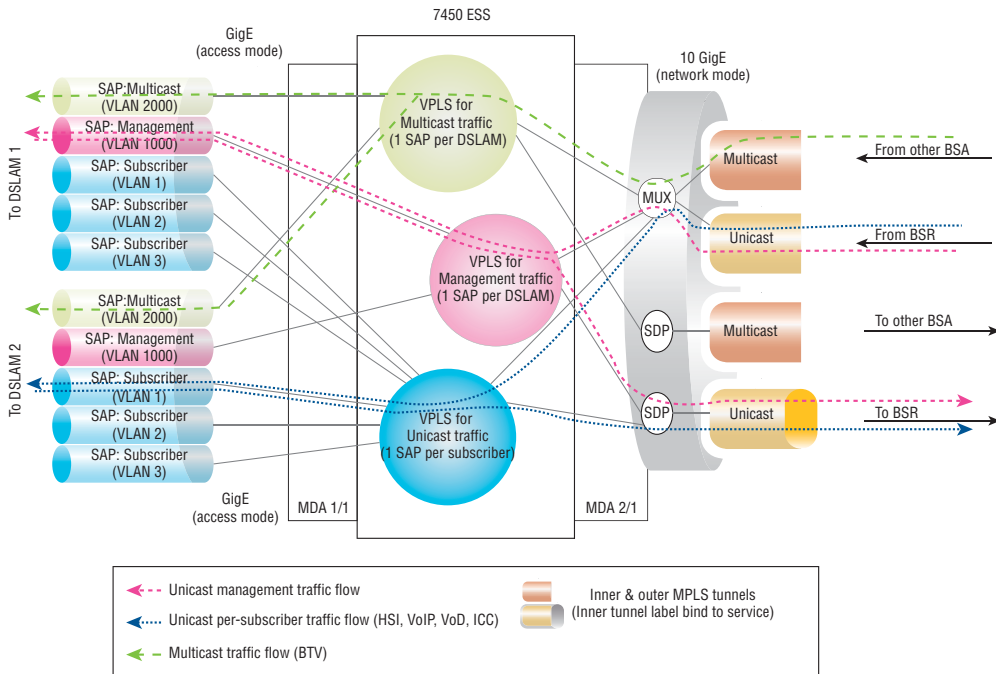 7450 ESS
GigE
(access mode)
10 GigE
(network mode)
To DSLAM 1
SAP:Multicast
(VLAN 2000)
SAP: Management
(VLAN 1000)
SAP: Subscriber
(VLAN 1)
SAP: Subscriber
(VLAN 2)
SAP: Subscriber
(VLAN 3)
To DSLAM 2
SAP:Multicast
(VLAN 2000)
SAP: Management
(VLAN 1000)
SAP: Subscriber
(VLAN 1)
SAP: Subscriber
(VLAN 2)
SAP: Subscriber
(VLAN 3)
GigE
(access mode)
MDA 1/1
VPLS for
Multicast traffic
(1 SAP per DSLAM)
VPLS for
Management traffic
(1 SAP per DSLAM)
VPLS for
Unicast traffic
(1 SAP per subscriber)
MDA 2/1
MUX
SDP
SDP
Multicast
From other BSA
Unicast
From BSR
Multicast
To other BSA
Unicast
To BSR
Unicast management traffic flow
Unicast per-subscriber traffic flow (HSI, VoIP, VoD, ICC)
Multicast traffic flow (BTV)
Inner & outer MPLS tunnels
(Inner tunnel label bind to service)